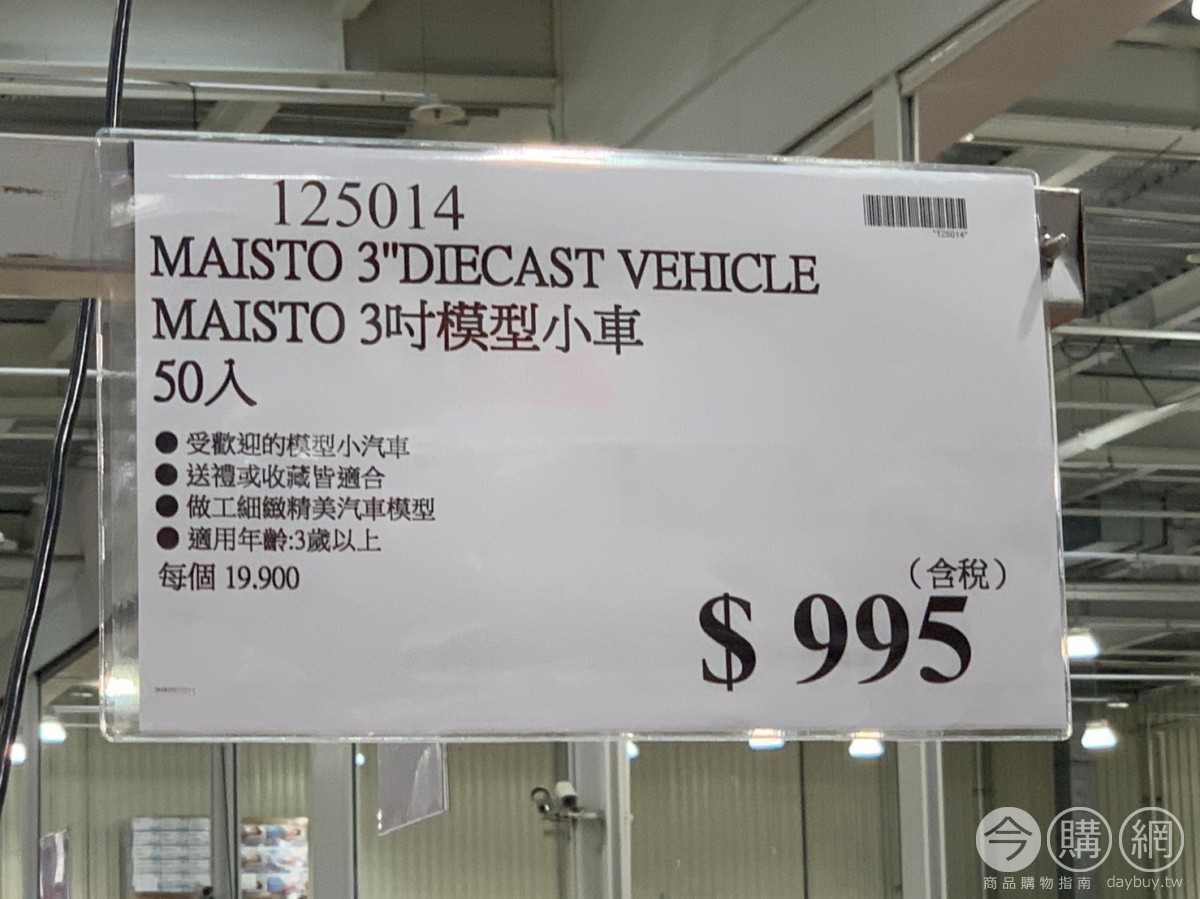 125014
"125014"
MAISTO 3"DIECAST VEHICLE
MAISTO 3吋模型小車
50入
● 受歡迎的模型小汽車
● 送禮或收藏皆適合
● 做工細緻精美汽車模型
● 適用年齡:3歲以上
每個 19.900
（含稅）
$ 995
今購網
商品購物指南 daybuy.tw